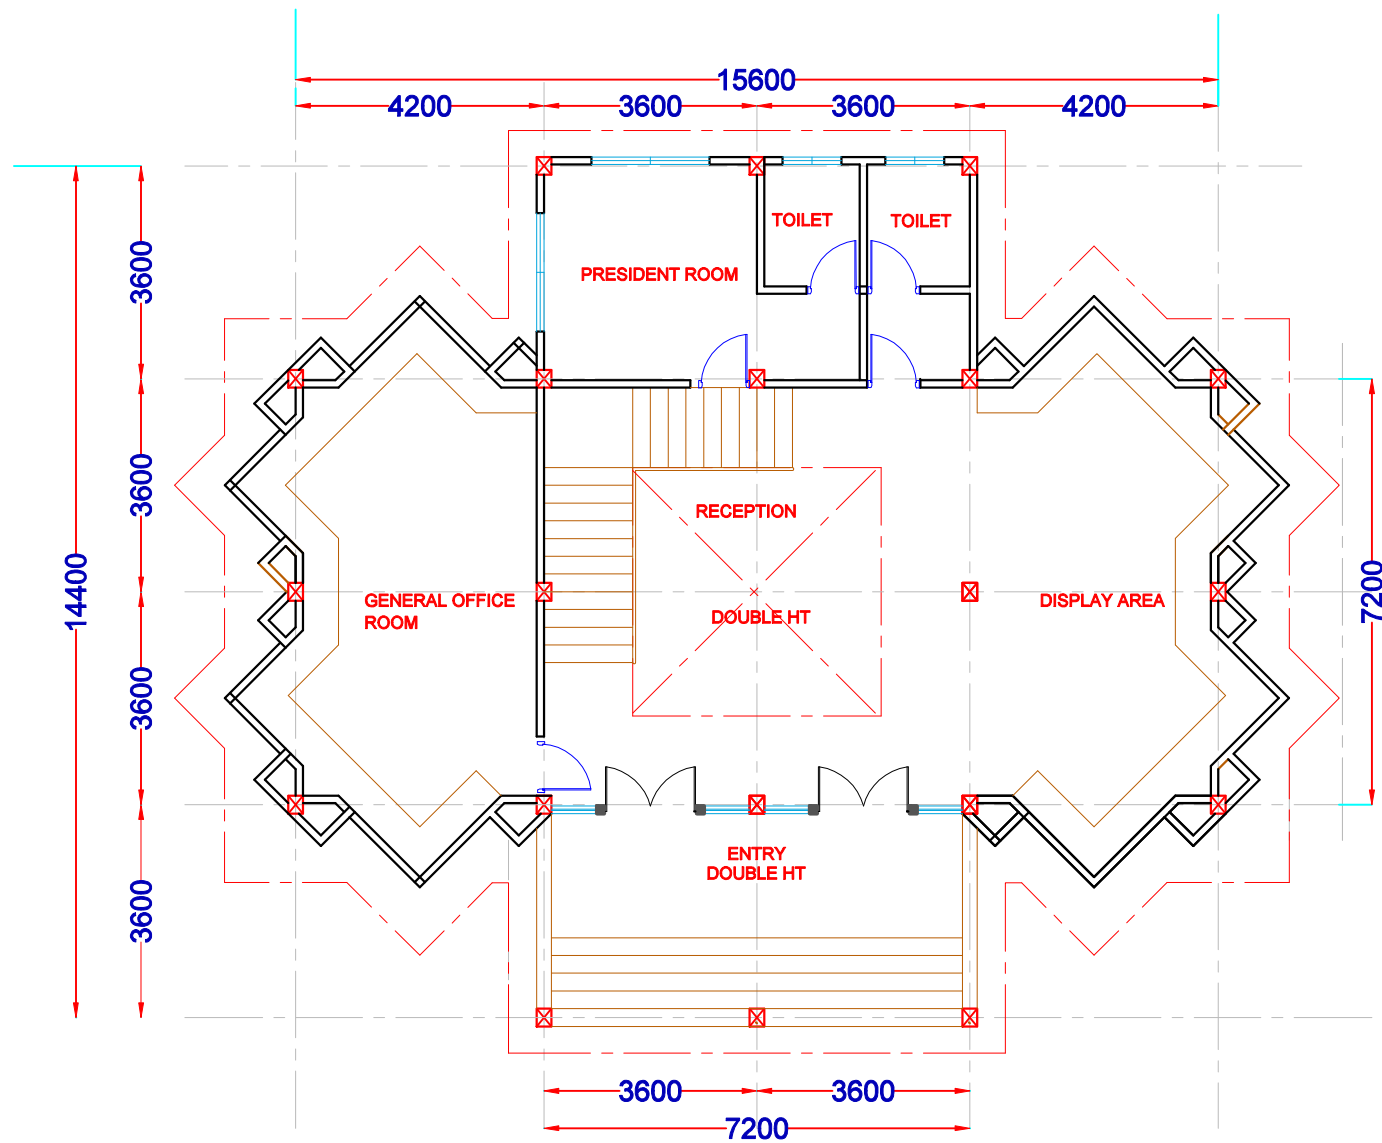 15600
4200
3600
3600
4200
TOILET
TOILET
3600
PRESIDENT ROOM
3600
RECEPTION
14400
7200
GENERAL OFFICE
ROOM
DISPLAY AREA
DOUBLE HT
3600
ENTRY
DOUBLE HT
3600
3600
3600
7200